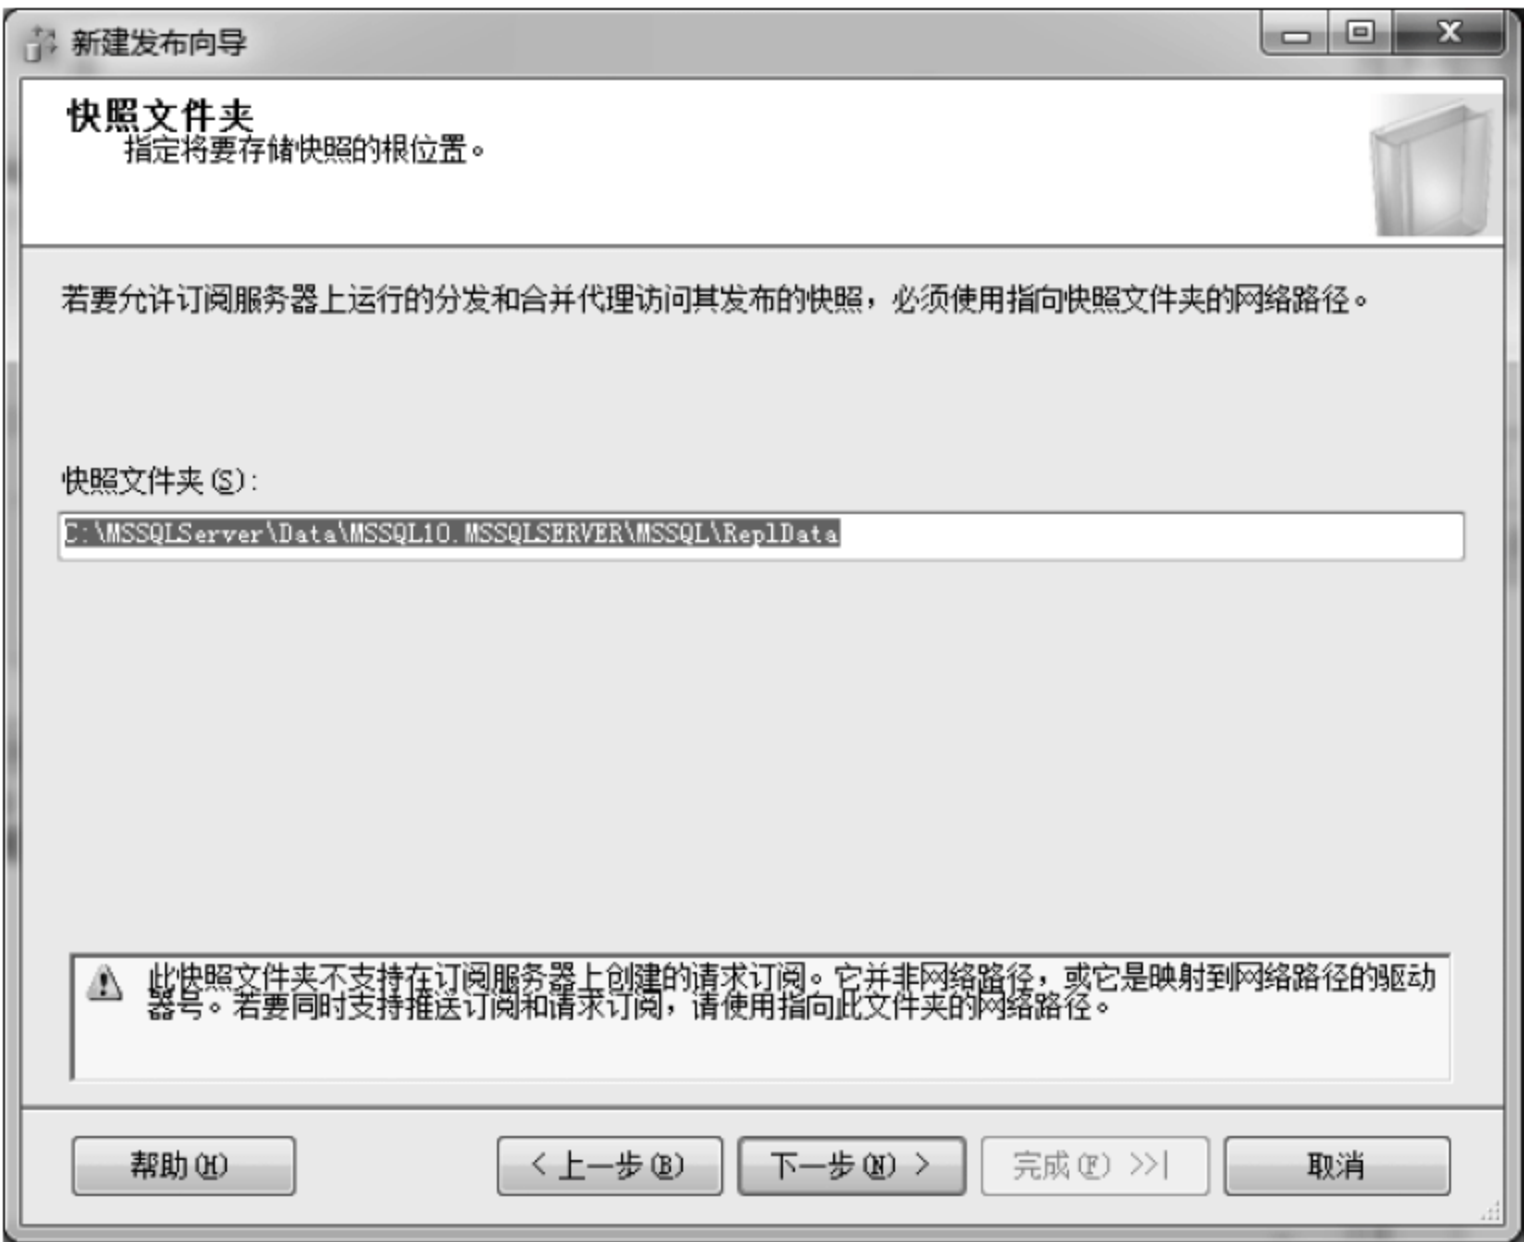 新建发布向导
快照文件夹
指定将要存储快照的根位置。
若要允许订阅服务器上运行的分发和合并代理访问其发布的快照，必须使用指向快照文件夹的网络路径。
快照文件夹(S):
C:\MSSQLServer\Data\MSSQL10.MSSQLSERVER\MSSQL\ReplData
此快照文件夹不支持在订阅服务器上创建的请求订阅。它并非网络路径，或它是映射到网络路径的驱动
器号。若要同时支持推送订阅和请求订阅，请使用指向此文件夹的网络路径。
帮助(H) < 上一步(B) 下一步(N) > 完成(F) >>| 取消